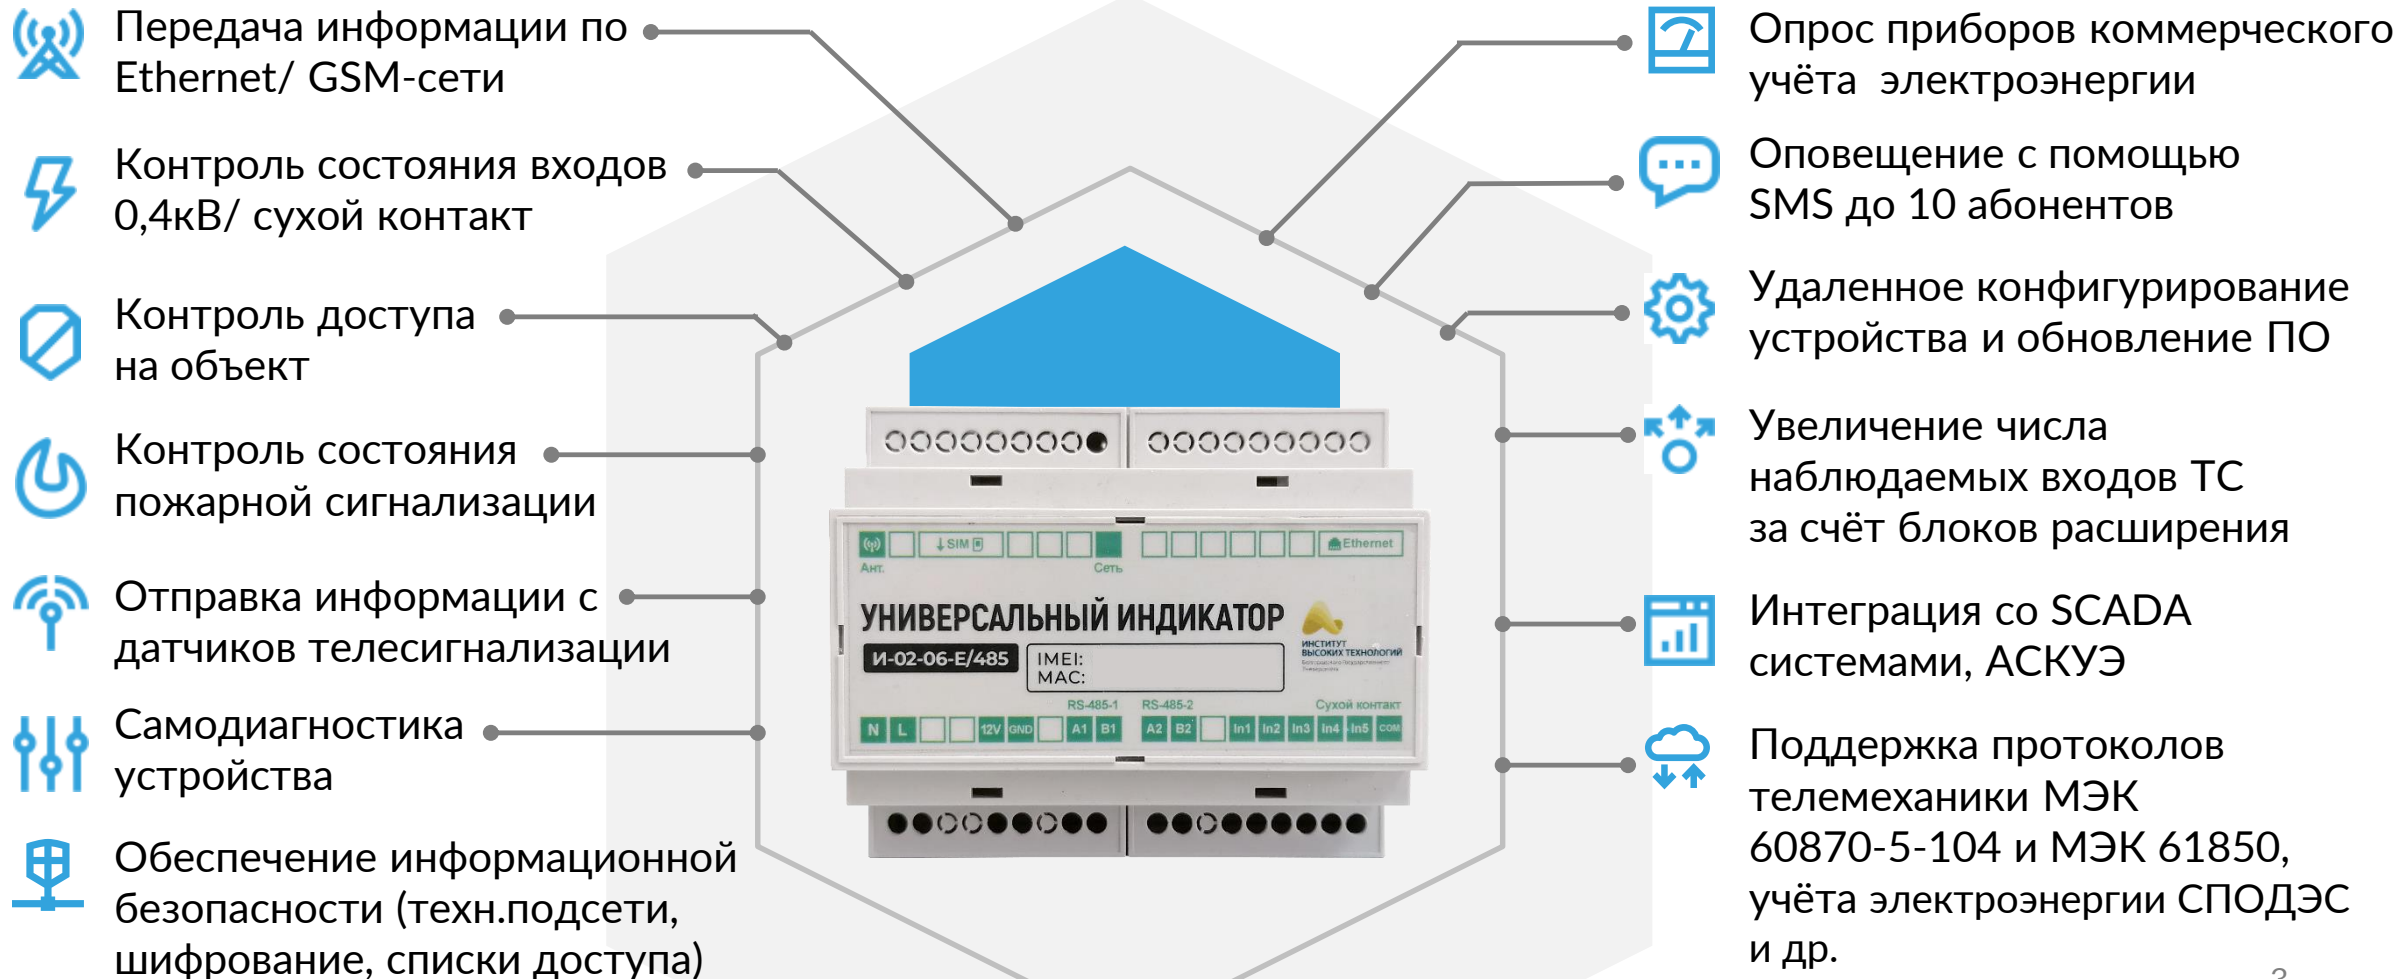 Передача информации по
Ethernet/ GSM-сети
Контроль состояния входов
0,4кВ/ сухой контакт
Контроль доступа
на объект
Контроль состояния
пожарной сигнализации
Отправка информации с
датчиков телесигнализации
Самодиагностика
устройства
Обеспечение информационной
безопасности (техн.подсети,
шифрование, списки доступа)
SIM
Ethernet
Ант.
Сеть
УНИВЕРСАЛЬНЫЙ ИНДИКАТОР
И-02-06-Е/485
IMEI:
MAC:
ИНСТИТУТ
ВЫСОКИХ ТЕХНОЛОГИЙ
RS-485-1 RS-485-2 Сухой контакт
N L 12V GND A1 B1 A2 B2 In1 In2 In3 In4 In5 COM
Опрос приборов коммерческого
учёта электроэнергии
Оповещение с помощью
SMS до 10 абонентов
Удаленное конфигурирование
устройства и обновление ПО
Увеличение числа
наблюдаемых входов ТС
за счёт блоков расширения
Интеграция со SCADA
системами, АСКУЭ
Поддержка протоколов
телемеханики МЭК
60870-5-104 и МЭК 61850,
учёта электроэнергии СПОДЭС
и др.